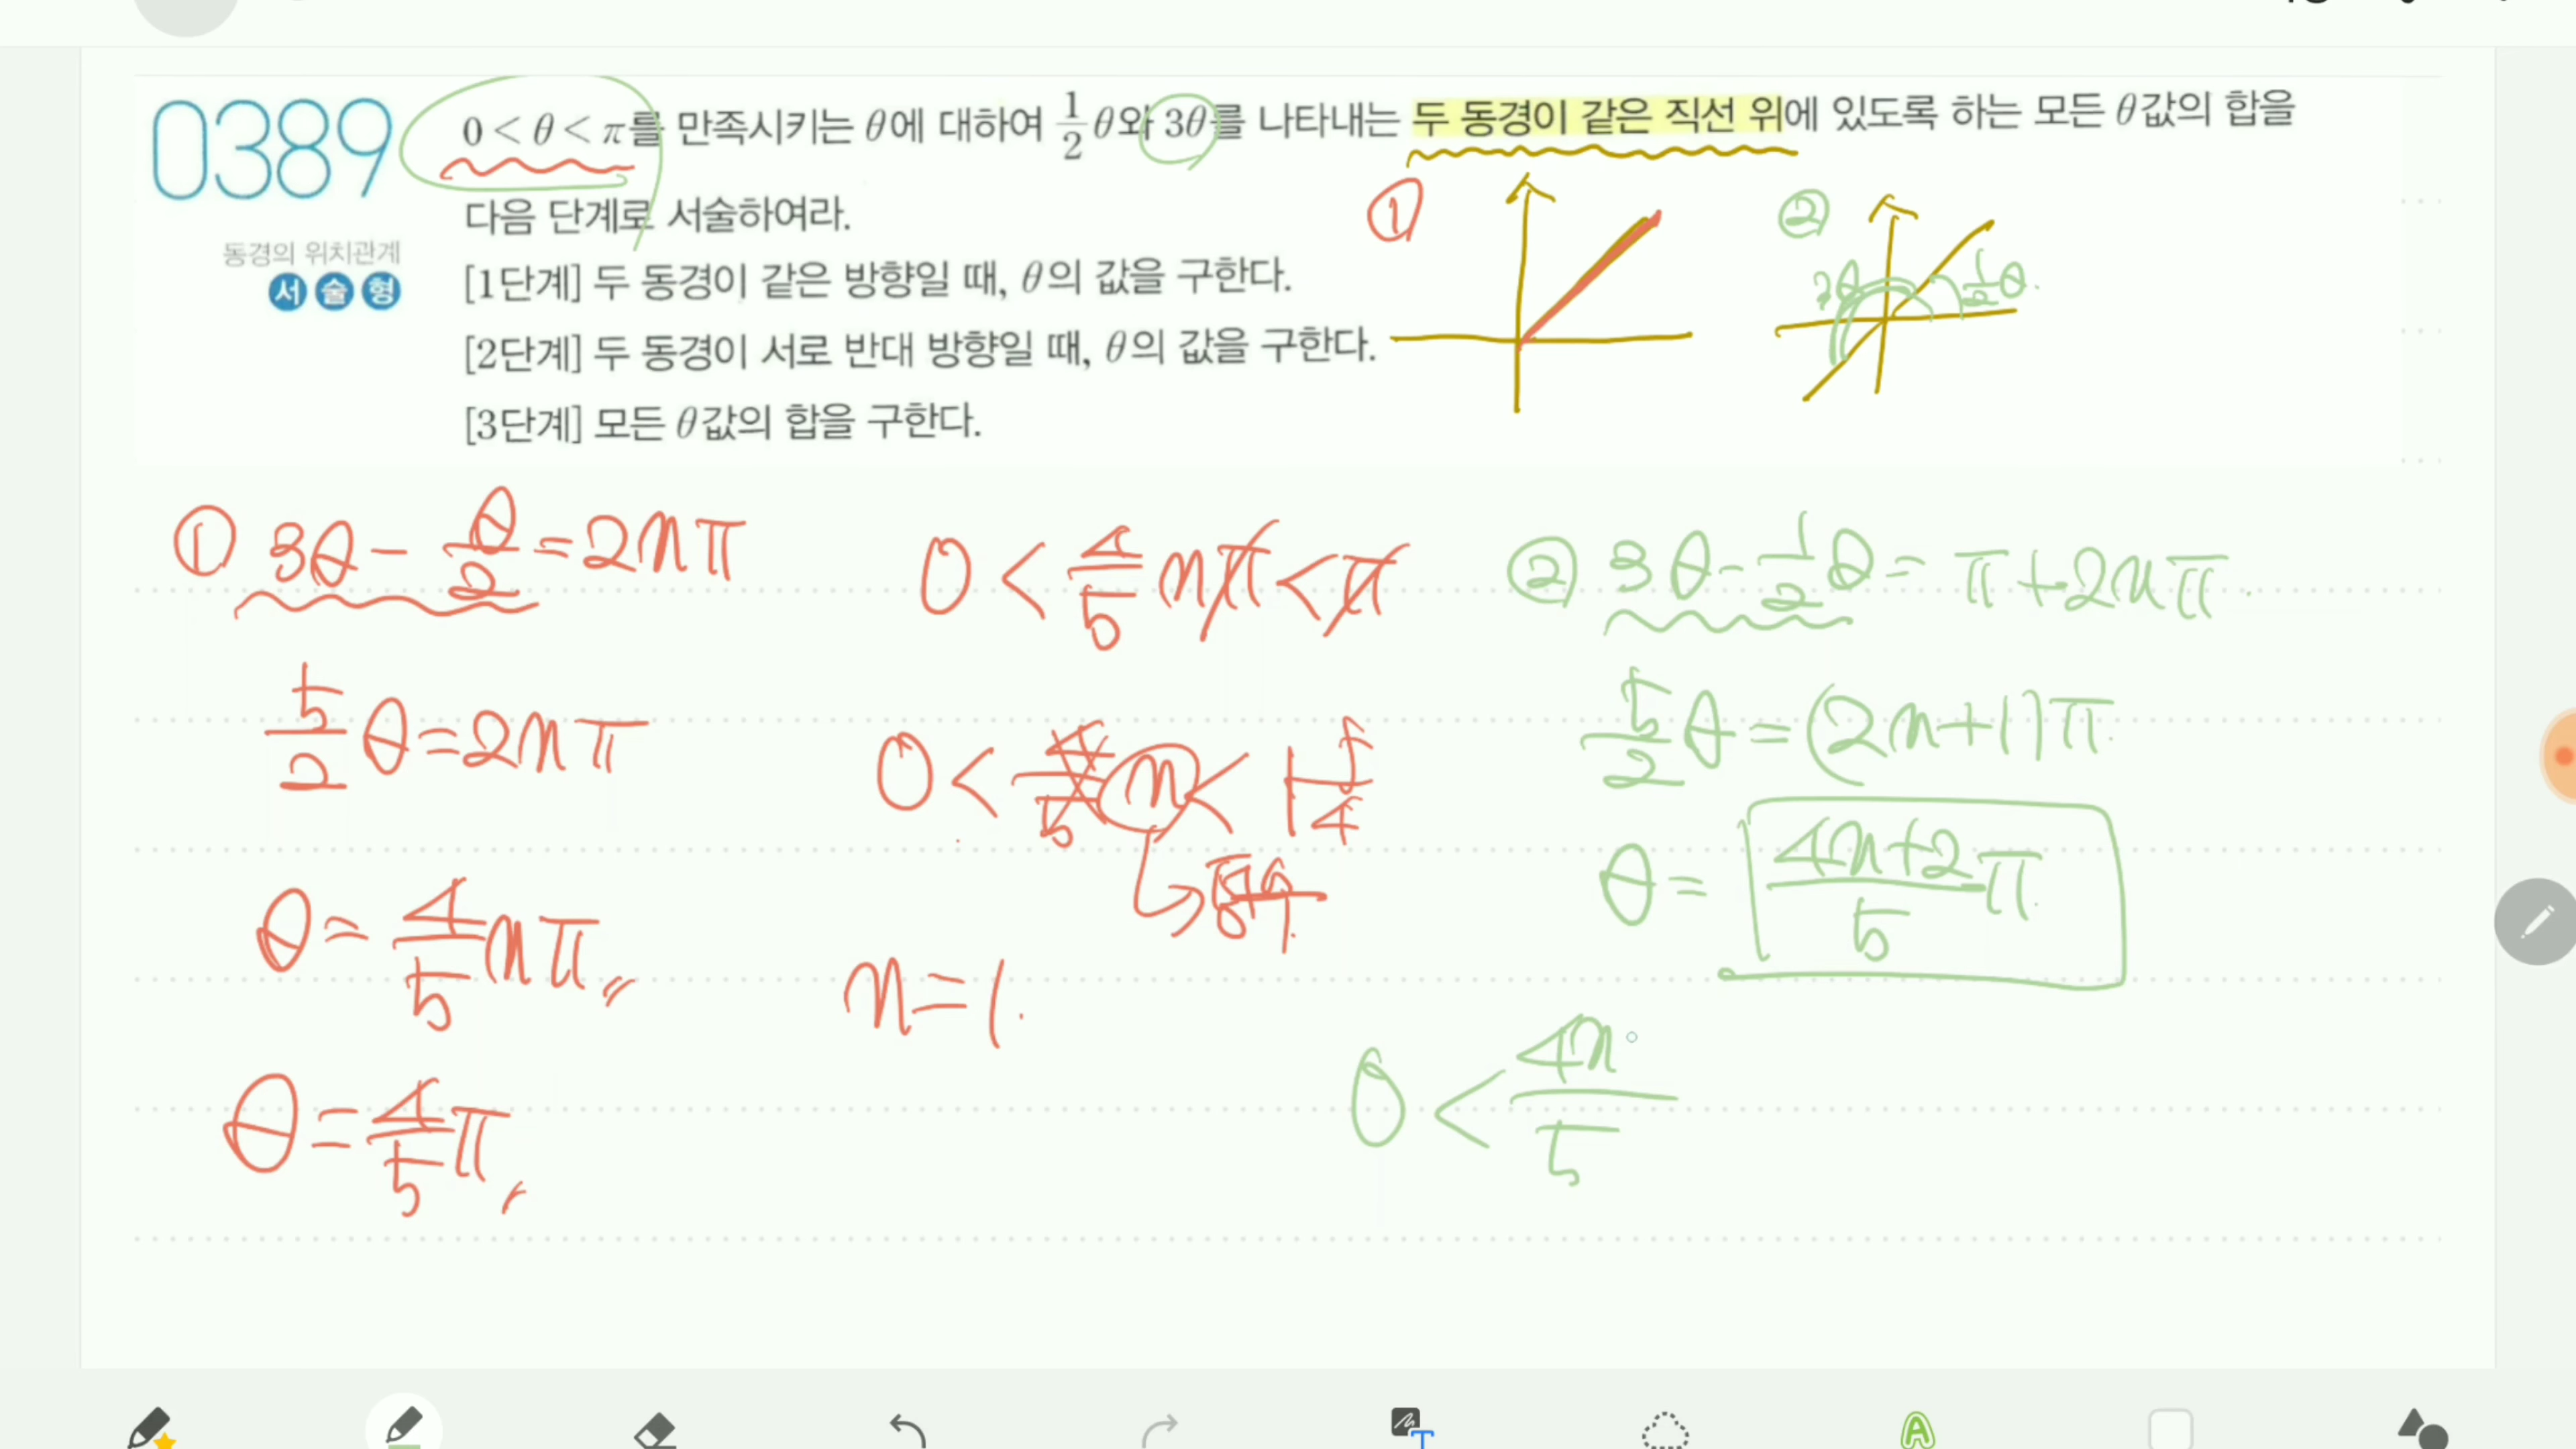 0389
0 < θ < π를 만족시키는 θ에 대하여 1/2 θ와 3θ를 나타내는 두 동경이 같은 직선 위에 있도록 하는 모든 θ값의 합을
다음 단계로 서술하여라.
동경의 위치관계
서술형
[1단계] 두 동경이 같은 방향일 때, θ의 값을 구한다.
[2단계] 두 동경이 서로 반대 방향일 때, θ의 값을 구한다.
[3단계] 모든 θ값의 합을 구한다.
①
②
1/2 θ.
① 3θ - θ/2 = 2nπ
5/2 θ = 2nπ
θ = 4/5 nπ
θ = 4/5 π
0 < 4/5 nπ < π
0 < 4/5 n < 1 5/4
n = 1.
② 3θ - 1/2 θ = π + 2nπ.
5/2 θ = (2n+1)π.
θ = (4n+2)/5 π.
0 < 4n/5
T
A